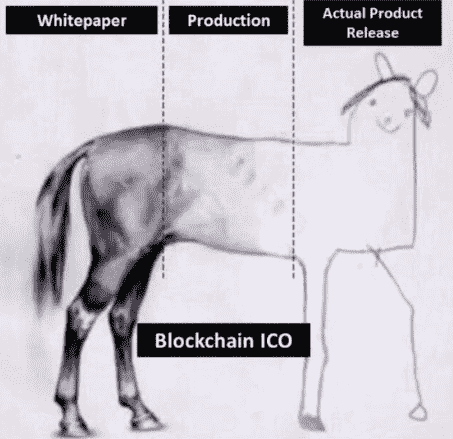 Whitepaper
Production
Actual Product
Release
Blockchain ICO